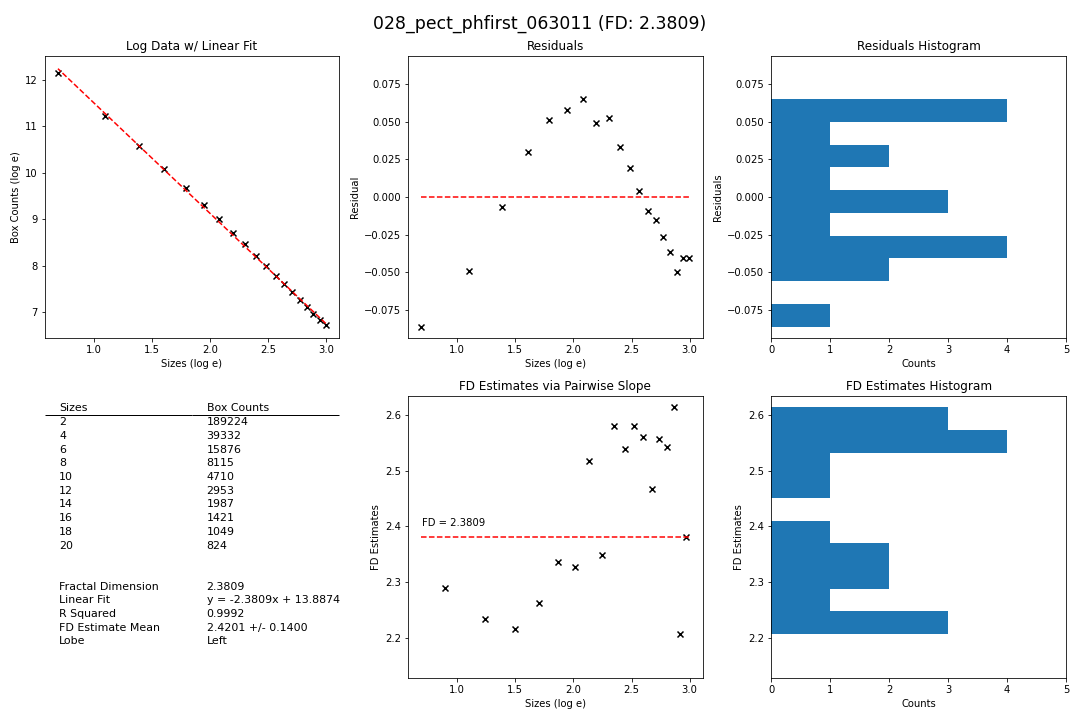 028_pect_phfirst_063011 (FD: 2.3809)
Log Data w/ Linear Fit
Box Counts (log e)
12
11
10
9
8
7
1.0 1.5 2.0 2.5 3.0
Sizes (log e)
Residuals
Residual
0.075
0.050
0.025
0.000
−0.025
−0.050
−0.075
1.0 1.5 2.0 2.5 3.0
Sizes (log e)
Residuals Histogram
Residuals
0.075
0.050
0.025
0.000
−0.025
−0.050
−0.075
0 1 2 3 4 5
Counts
Sizes Box Counts
2 189224
4 39332
6 15876
8 8115
10 4710
12 2953
14 1987
16 1421
18 1049
20 824
Fractal Dimension 2.3809
Linear Fit y = -2.3809x + 13.8874
R Squared 0.9992
FD Estimate Mean 2.4201 +/- 0.1400
Lobe Left
FD Estimates via Pairwise Slope
FD Estimates
2.6
2.5
2.4
2.3
2.2
FD = 2.3809
1.0 1.5 2.0 2.5 3.0
Sizes (log e)
FD Estimates Histogram
FD Estimates
2.6
2.5
2.4
2.3
2.2
0 1 2 3 4 5
Counts